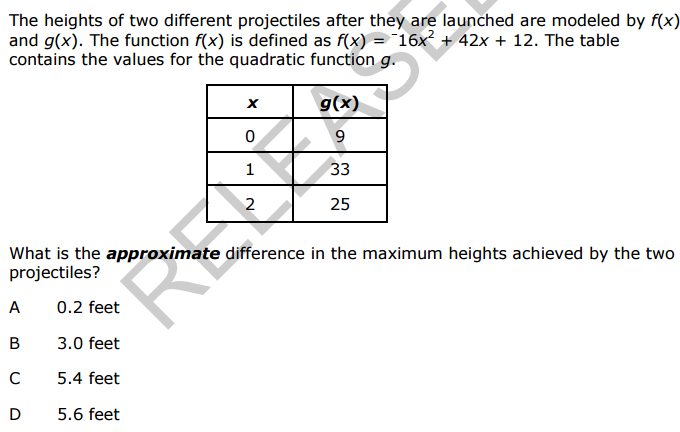 The heights of two different projectiles after they are launched are modeled by f(x)
and g(x). The function f(x) is defined as f(x) = ⁻16x² + 42x + 12. The table
contains the values for the quadratic function g.
x g(x)
0 9
1 33
2 25
What is the approximate difference in the maximum heights achieved by the two
projectiles?
A 0.2 feet
B 3.0 feet
C 5.4 feet
D 5.6 feet